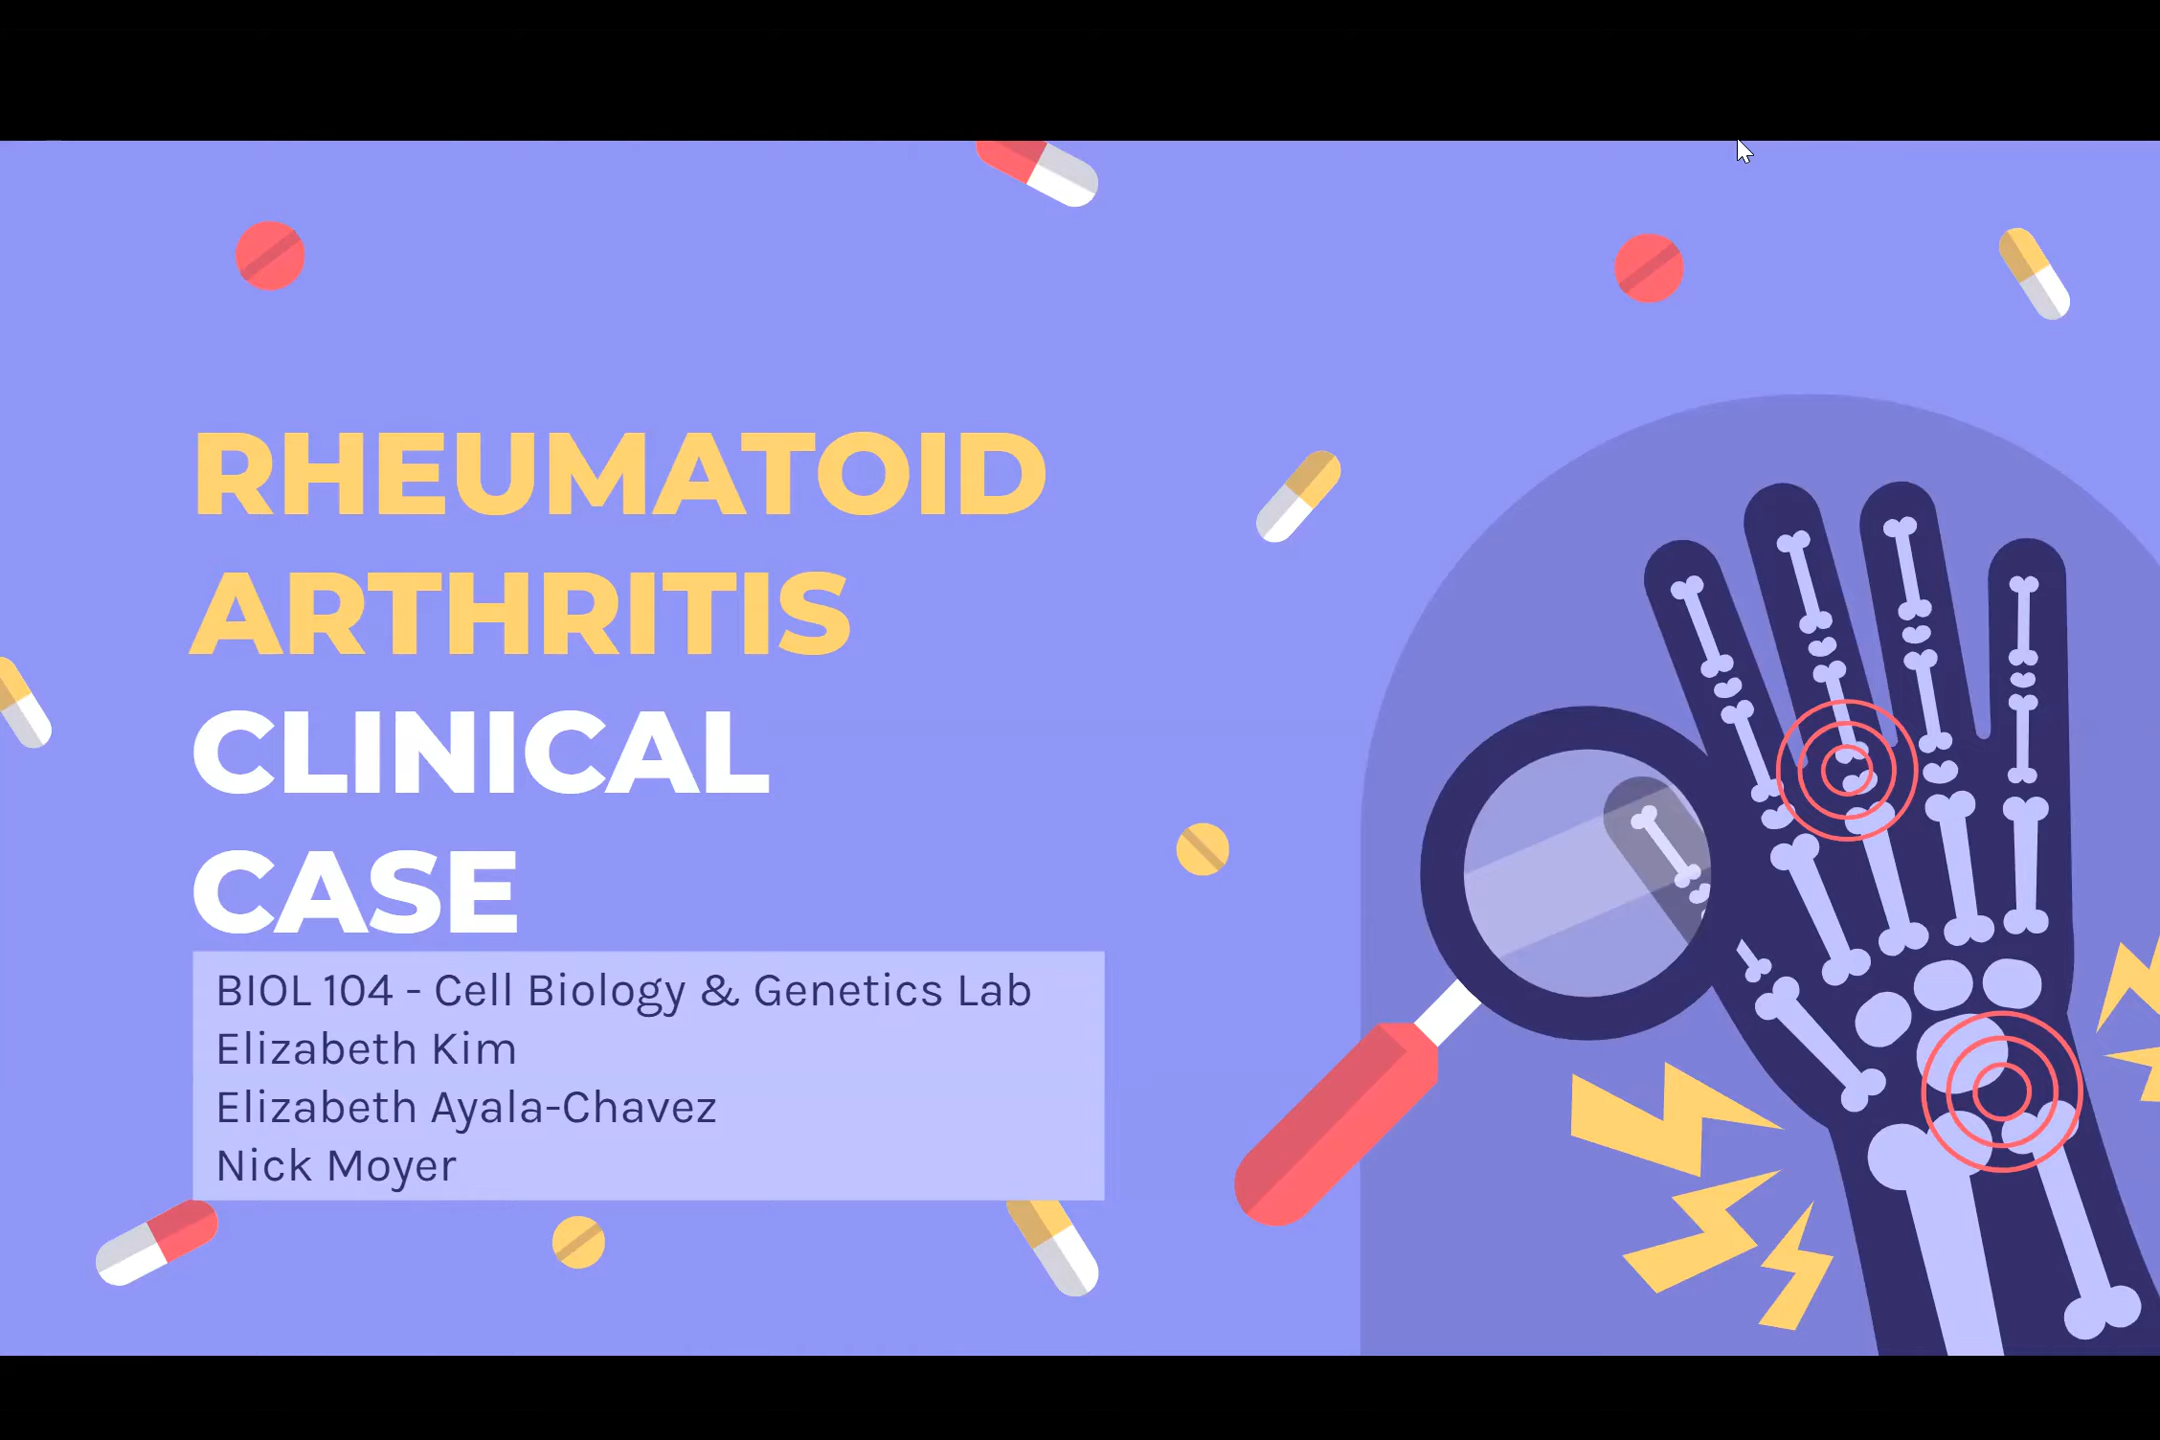 RHEUMATOID
ARTHRITIS
CLINICAL
CASE
BIOL 104 - Cell Biology & Genetics Lab
Elizabeth Kim
Elizabeth Ayala-Chavez
Nick Moyer